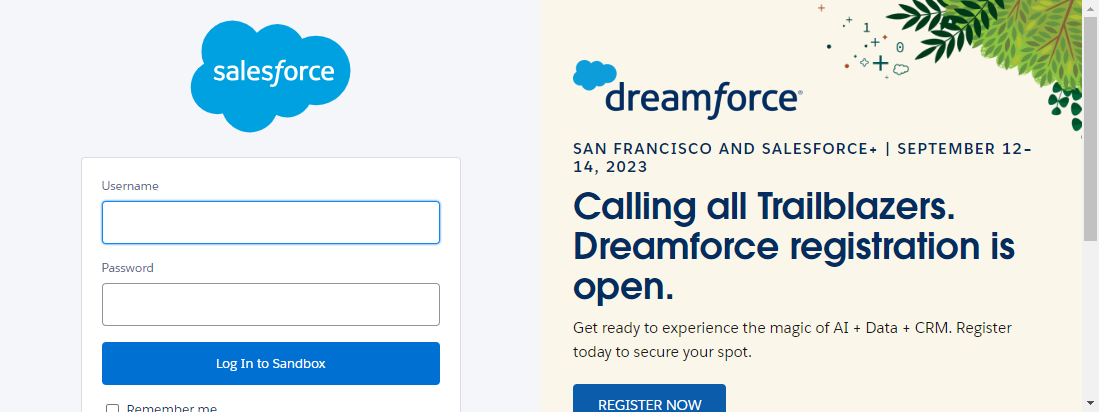 salesforce
Username
Password
Log In to Sandbox
Remember me
1
0
dreamforce
SAN FRANCISCO AND SALESFORCE+ | SEPTEMBER 12–
14, 2023
Calling all Trailblazers.
Dreamforce registration is
open.
Get ready to experience the magic of AI + Data + CRM. Register
today to secure your spot.
REGISTER NOW